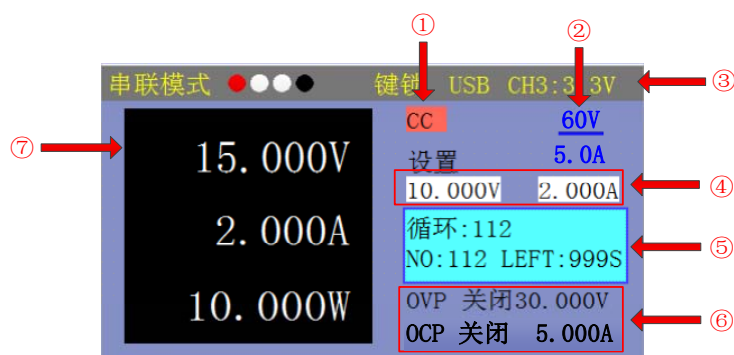 ① ②
串联模式 键锁 USB CH3:3.3V ③
CC 60V
⑦ 15.000V 设置 5.0A
10.000V 2.000A ④
2.000A 循环:112
NO:112 LEFT:999S ⑤
10.000W OVP 关闭30.000V
OCP 关闭 5.000A ⑥